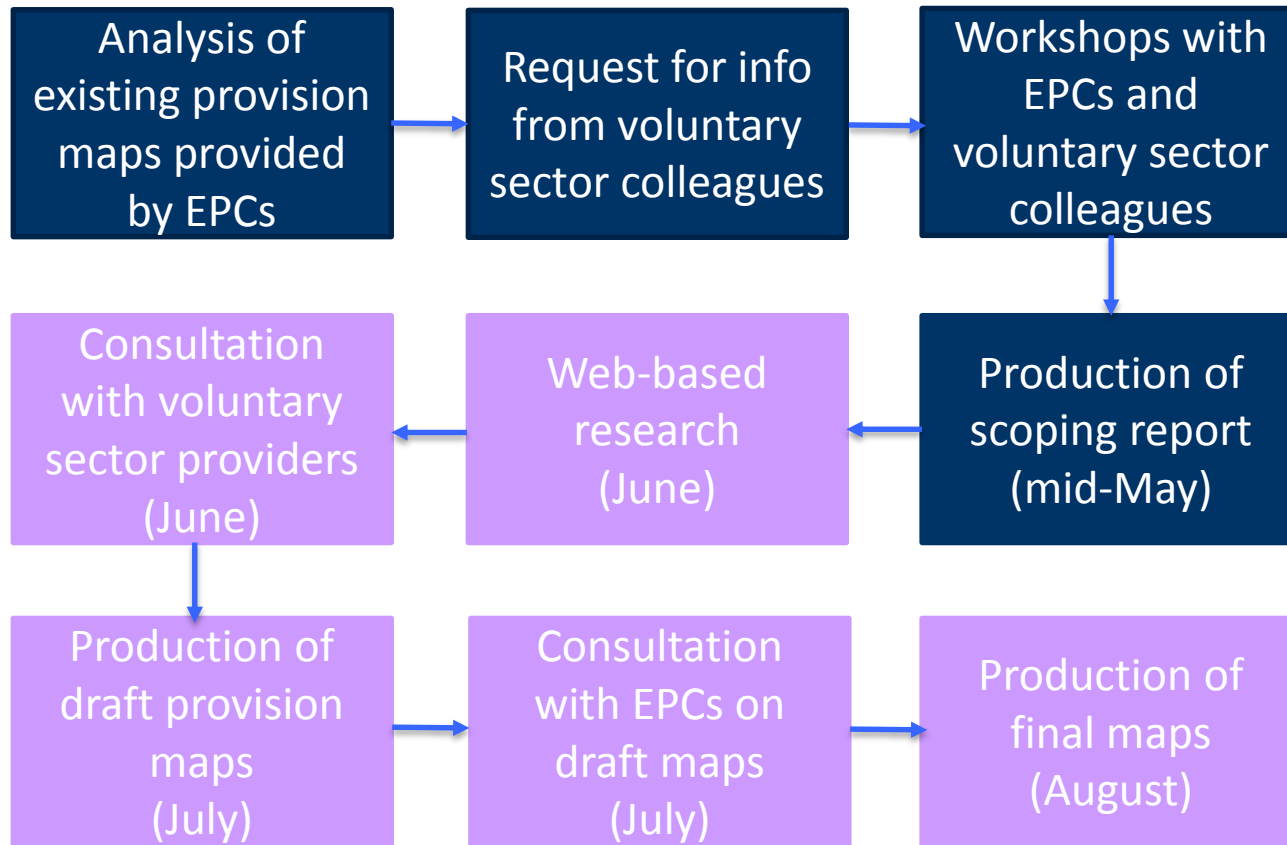 Analysis of
existing provision
maps provided
by EPCs
Request for info
from voluntary
sector colleagues
Workshops with
EPCs and
voluntary sector
colleagues
Production of
scoping report
(mid-May)
Web-based
research
(June)
Consultation
with voluntary
sector providers
(June)
Production of
draft provision
maps
(July)
Consultation
with EPCs on
draft maps
(July)
Production of
final maps
(August)